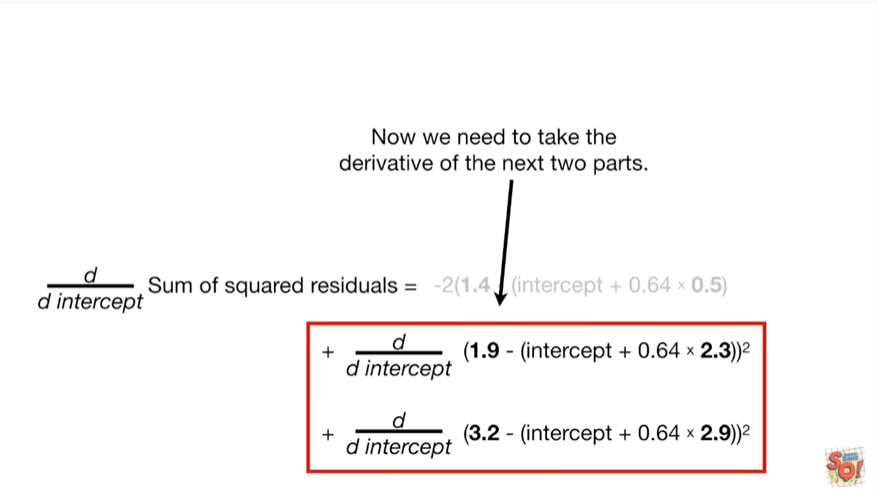 Now we need to take the
derivative of the next two parts.
d
d intercept
Sum of squared residuals = -2(1.4 (intercept + 0.64 × 0.5)
+ d
d intercept
(1.9 - (intercept + 0.64 × 2.3))²
+ d
d intercept
(3.2 - (intercept + 0.64 × 2.9))²
SQ!